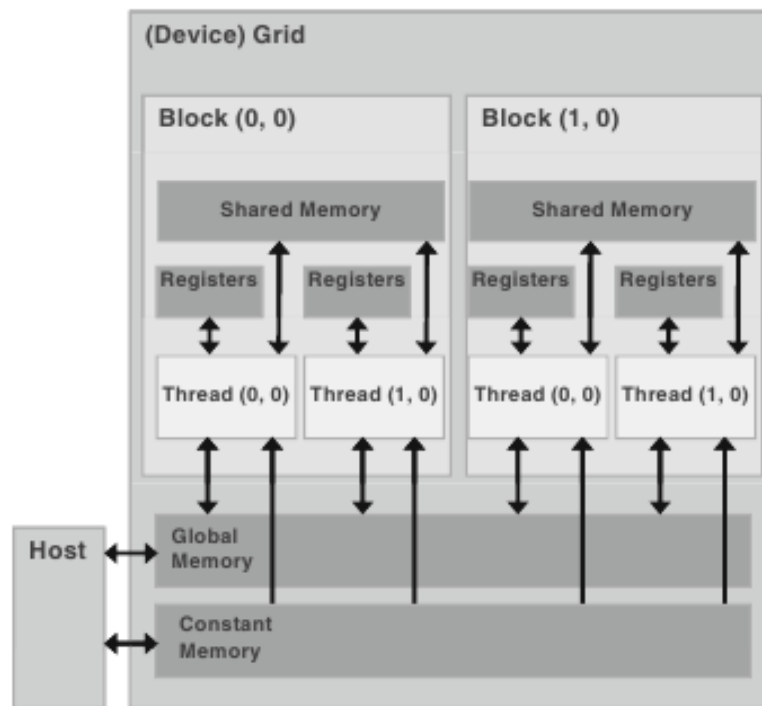 (Device) Grid
Block (0, 0)
Block (1, 0)
Shared Memory
Shared Memory
Registers
Registers
Registers
Registers
Thread (0, 0)
Thread (1, 0)
Thread (0, 0)
Thread (1, 0)
Host
Global
Memory
Constant
Memory